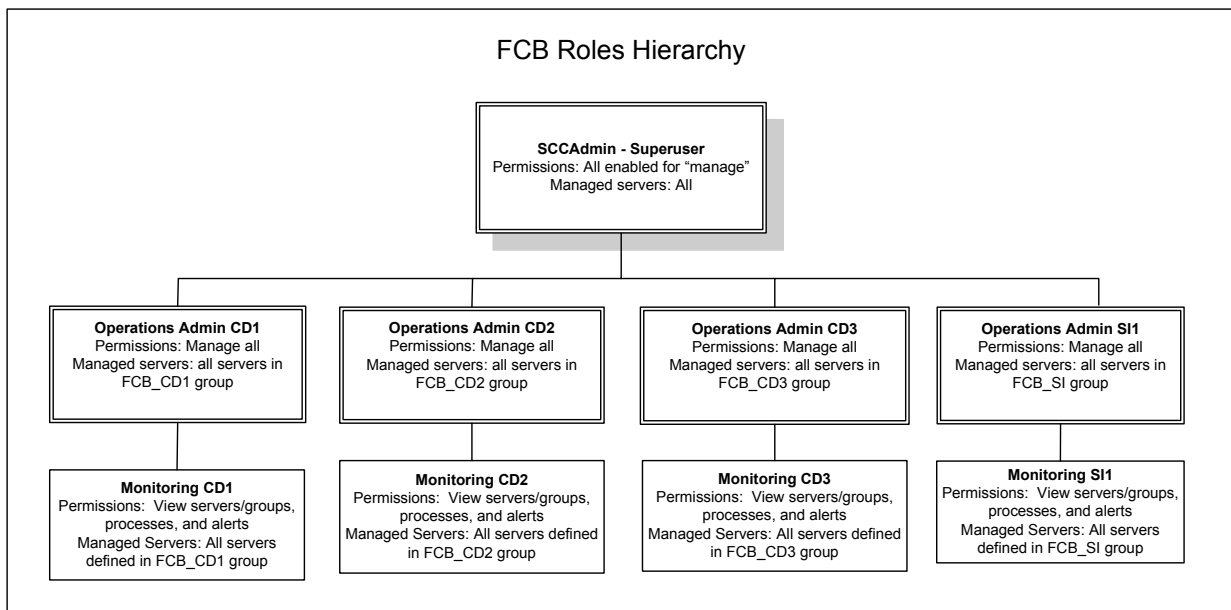 FCB Roles Hierarchy
SCCAdmin - Superuser
Permissions: All enabled for “manage”
Managed servers: All
Operations Admin CD1
Permissions: Manage all
Managed servers: all servers in
FCB_CD1 group
Operations Admin CD2
Permissions: Manage all
Managed servers: all servers in
FCB_CD2 group
Operations Admin CD3
Permissions: Manage all
Managed servers: all servers in
FCB_CD3 group
Operations Admin SI1
Permissions: Manage all
Managed servers: all servers in
FCB_SI group
Monitoring CD1
Permissions: View servers/groups,
processes, and alerts
Managed Servers: All servers
defined in FCB_CD1 group
Monitoring CD2
Permissions: View servers/groups,
processes, and alerts
Managed Servers: All servers defined
in FCB_CD2 group
Monitoring CD3
Permissions: View servers/groups,
processes, and alerts
Managed Servers: All servers defined
in FCB_CD3 group
Monitoring SI1
Permissions: View servers/groups,
processes, and alerts
Managed Servers: All servers
defined in FCB_SI group